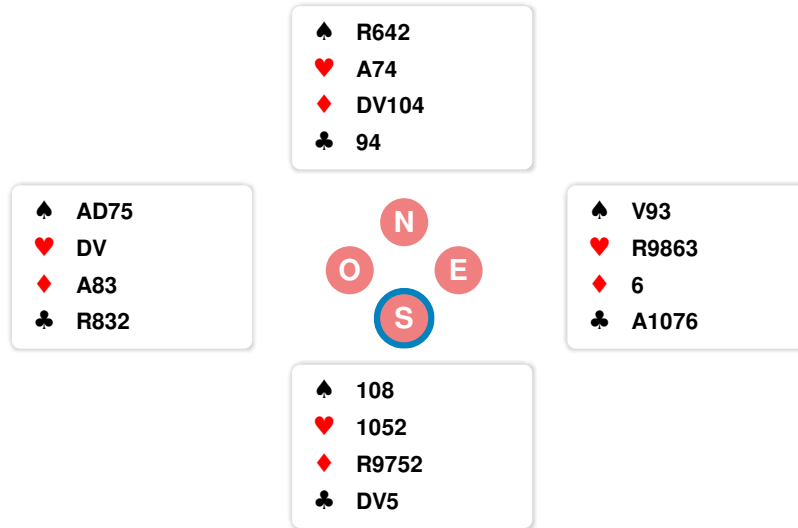 ♠ R642
♥ A74
♦ DV104
♣ 94
♠ AD75
♥ DV
♦ A83
♣ R832
N
O E
S
♠ V93
♥ R9863
♦ 6
♣ A1076
♠ 108
♥ 1052
♦ R9752
♣ DV5